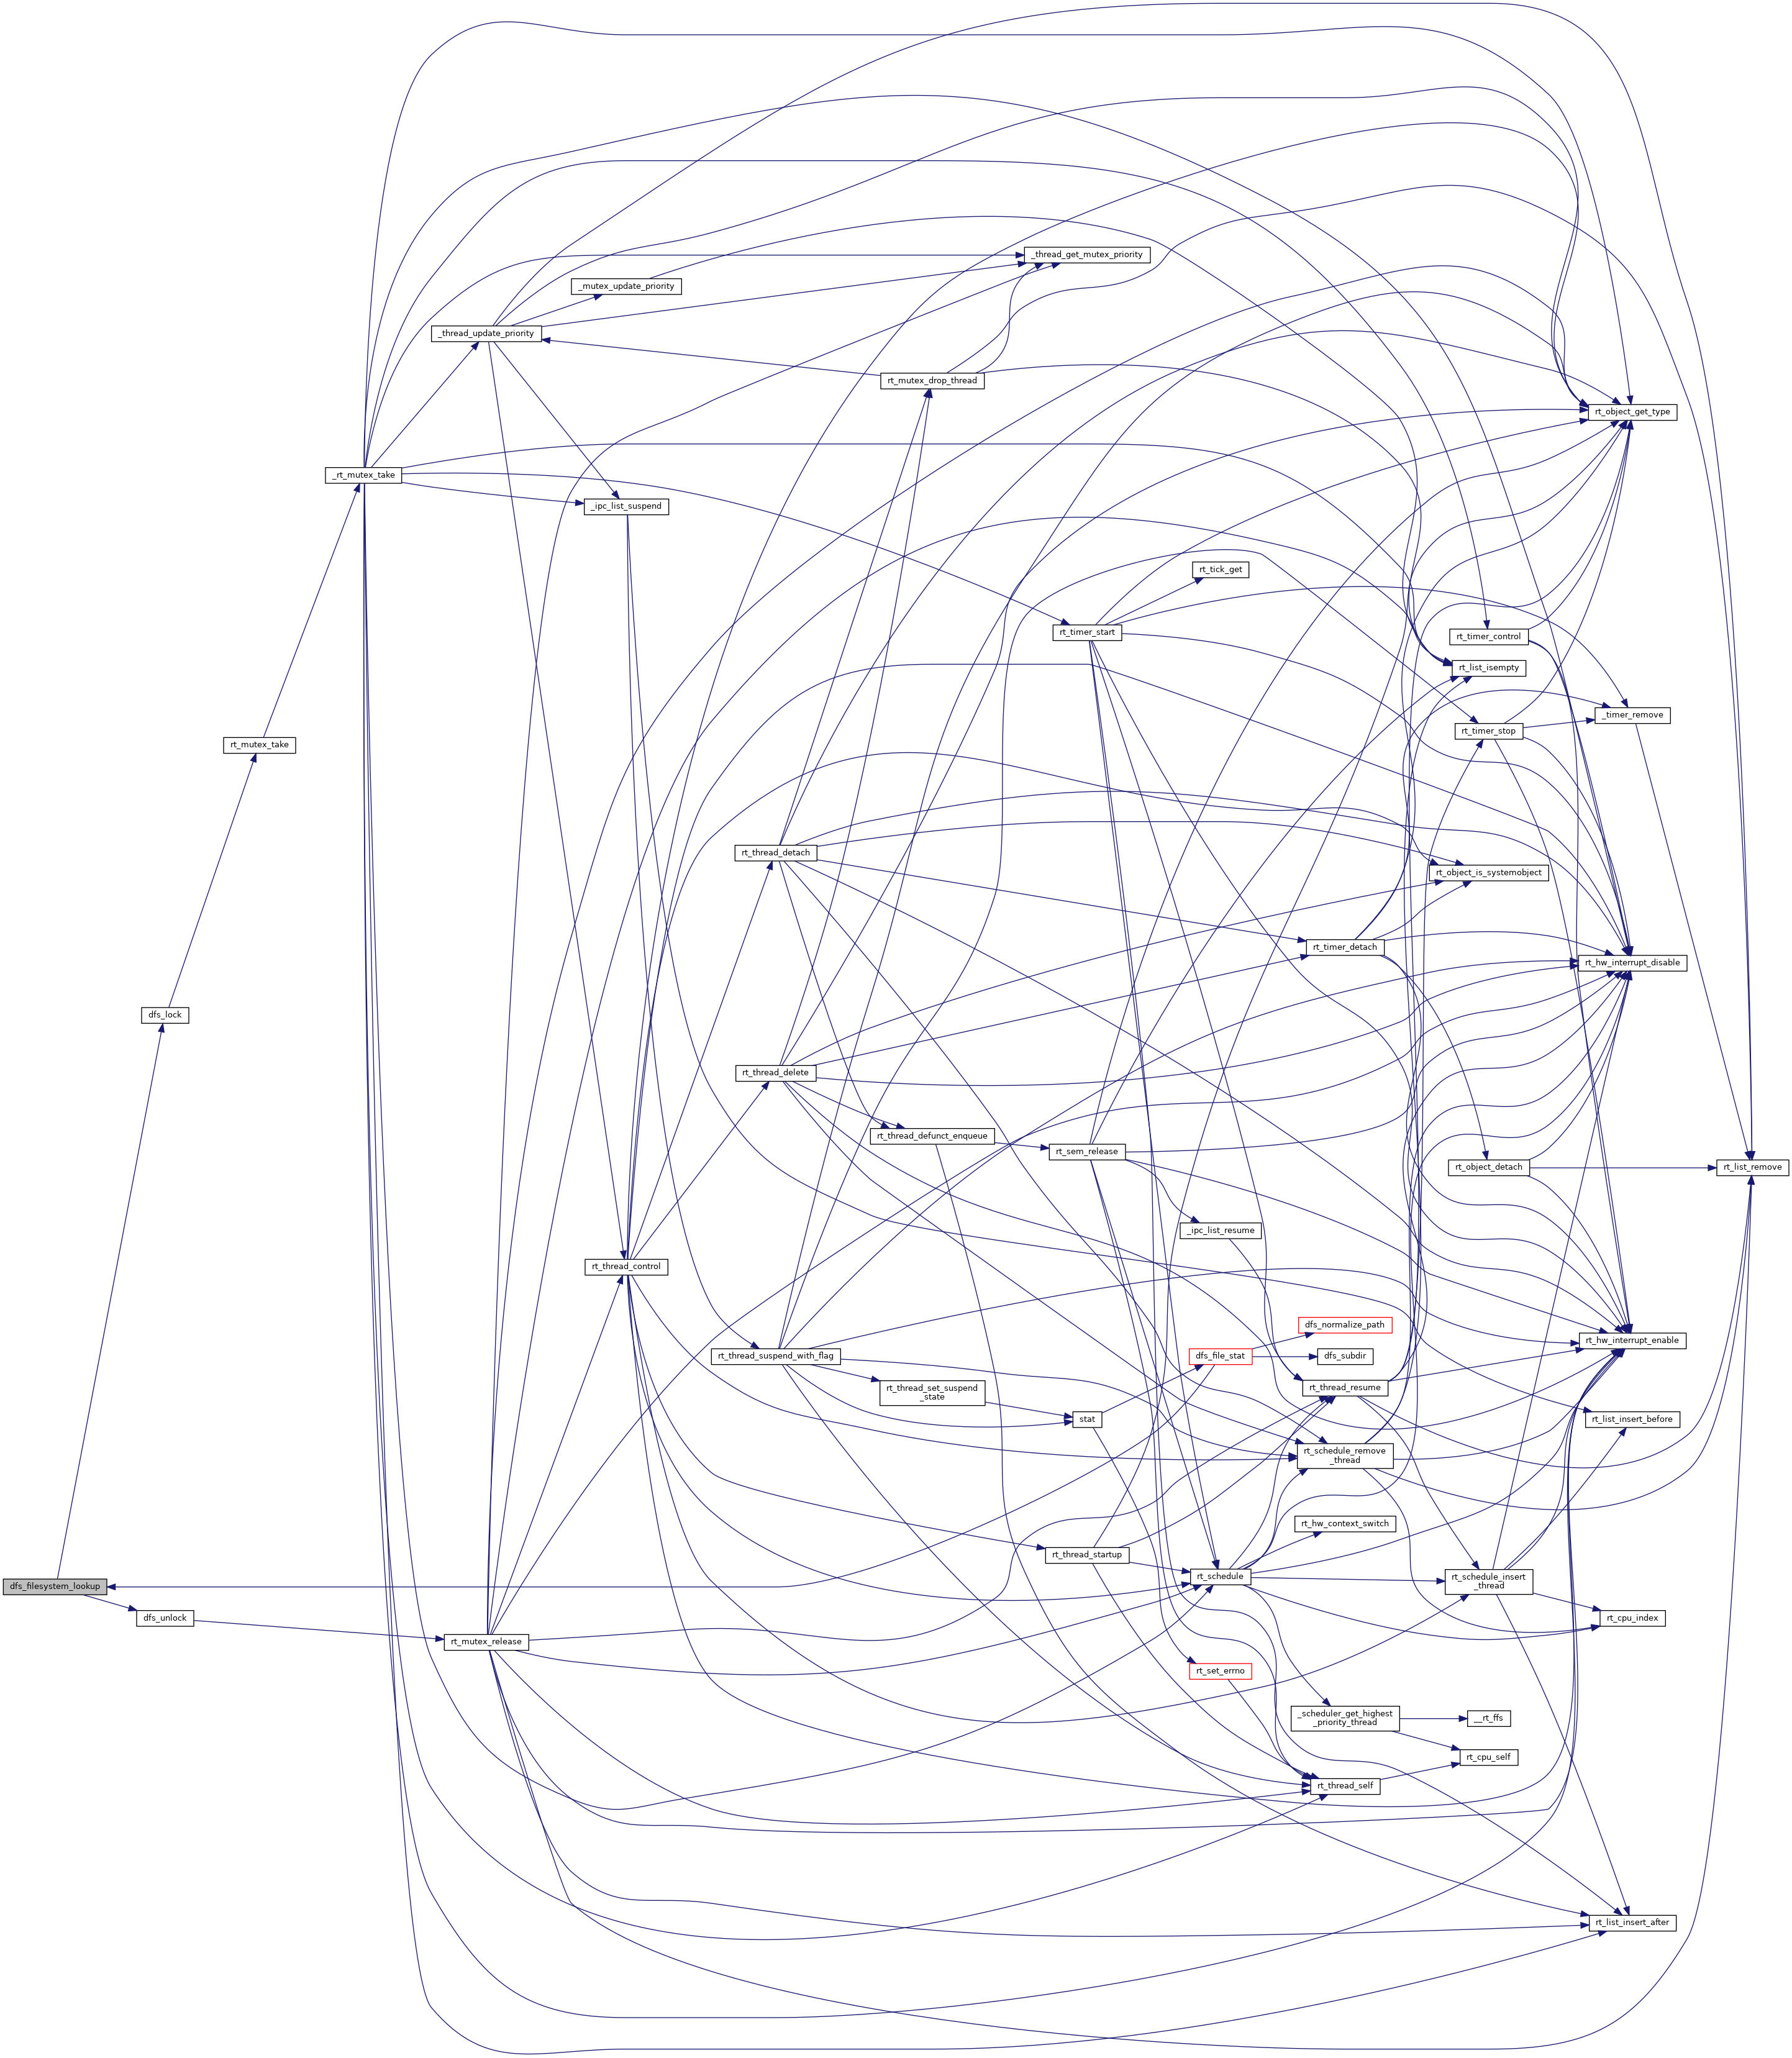 _thread_get_mutex_priority
_mutex_update_priority
_thread_update_priority
rt_mutex_drop_thread
rt_object_get_type
_rt_mutex_take
_ipc_list_suspend
rt_tick_get
rt_timer_start
rt_timer_control
rt_list_isempty
_timer_remove
rt_timer_stop
rt_mutex_take
rt_thread_detach
rt_object_is_systemobject
rt_timer_detach
rt_hw_interrupt_disable
dfs_lock
rt_thread_delete
rt_thread_defunct_enqueue
rt_sem_release
rt_object_detach
rt_list_remove
_ipc_list_resume
rt_thread_control
dfs_normalize_path
rt_hw_interrupt_enable
rt_thread_suspend_with_flag
dfs_file_stat
dfs_subdir
rt_thread_resume
rt_thread_set_suspend
_state
stat
rt_list_insert_before
rt_schedule_remove
_thread
rt_hw_context_switch
rt_thread_startup
rt_schedule
rt_schedule_insert
_thread
dfs_filesystem_lookup
dfs_unlock
rt_cpu_index
rt_mutex_release
rt_set_errno
_scheduler_get_highest
_priority_thread
__rt_ffs
rt_cpu_self
rt_thread_self
rt_list_insert_after